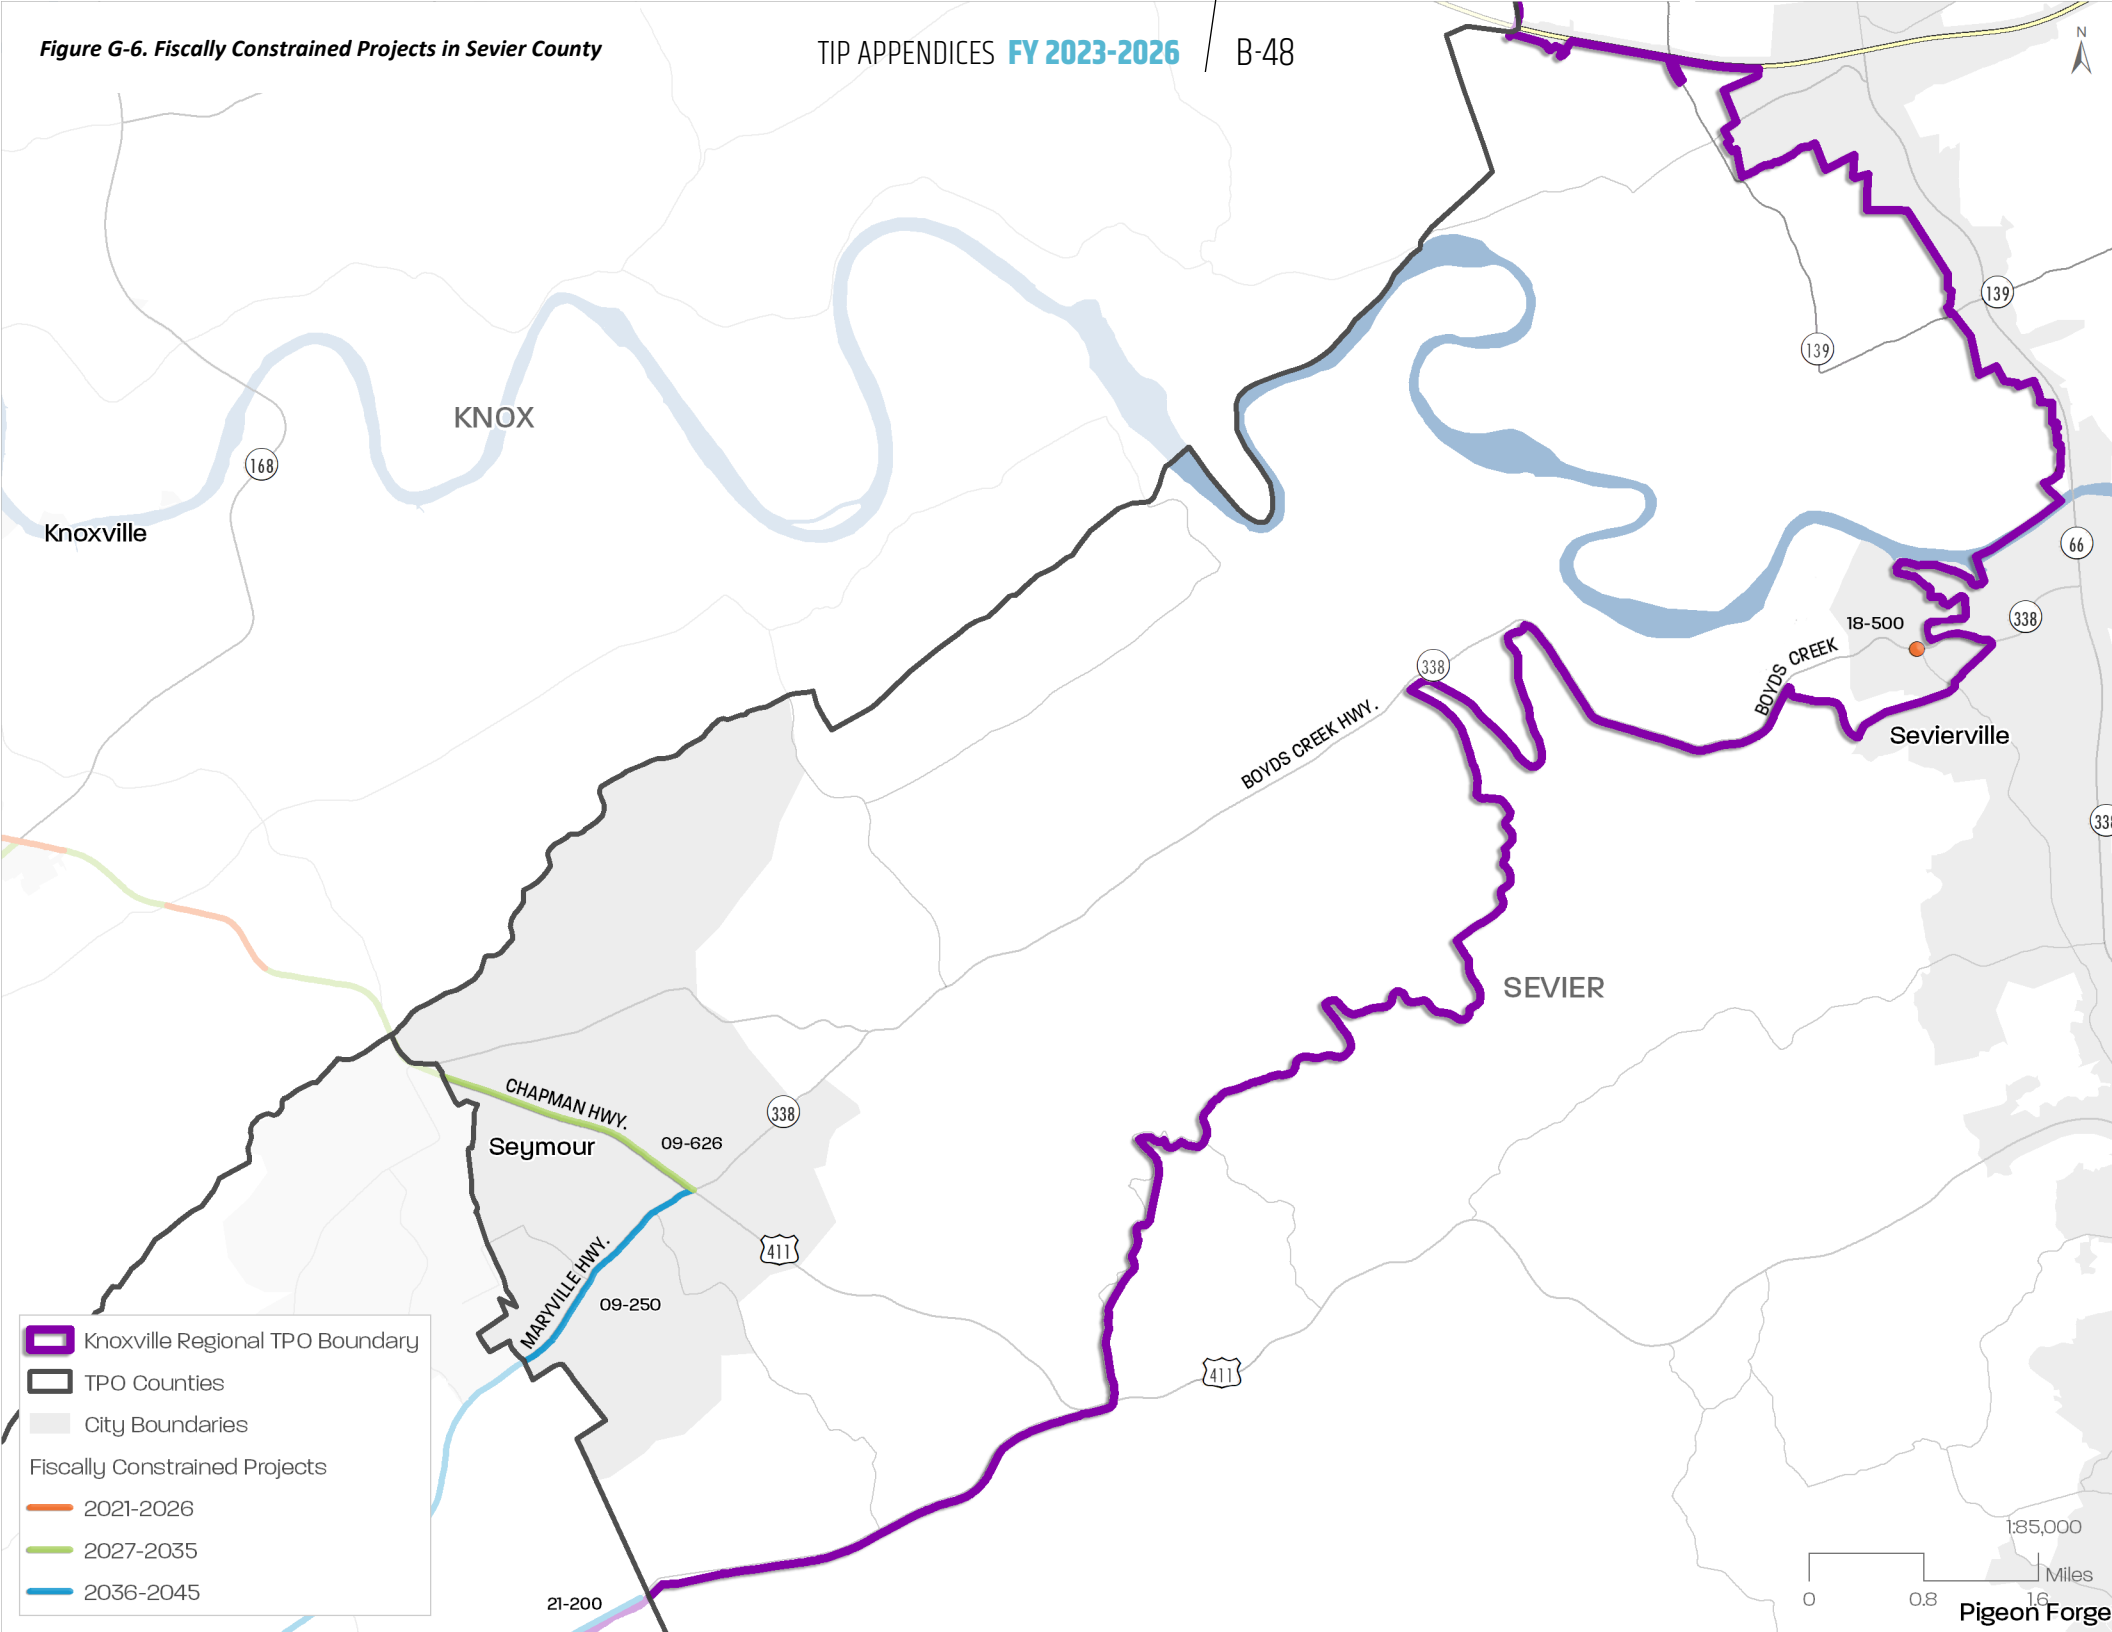 Figure G-6. Fiscally Constrained Projects in Sevier County
TIP APPENDICES FY 2023-2026 / B-48
N
139
139
KNOX
168
Knoxville
66
18-500
338
BOYDS CREEK
338
BOYDS CREEK HWY.
Sevierville
338
SEVIER
CHAPMAN HWY.
338
Seymour
09-626
411
MARYVILLE HWY.
09-250
411
Knoxville Regional TPO Boundary
TPO Counties
City Boundaries
Fiscally Constrained Projects
2021-2026
2027-2035
2036-2045
21-200
1:85,000
Miles
0 0.8 1.6
Pigeon Forge